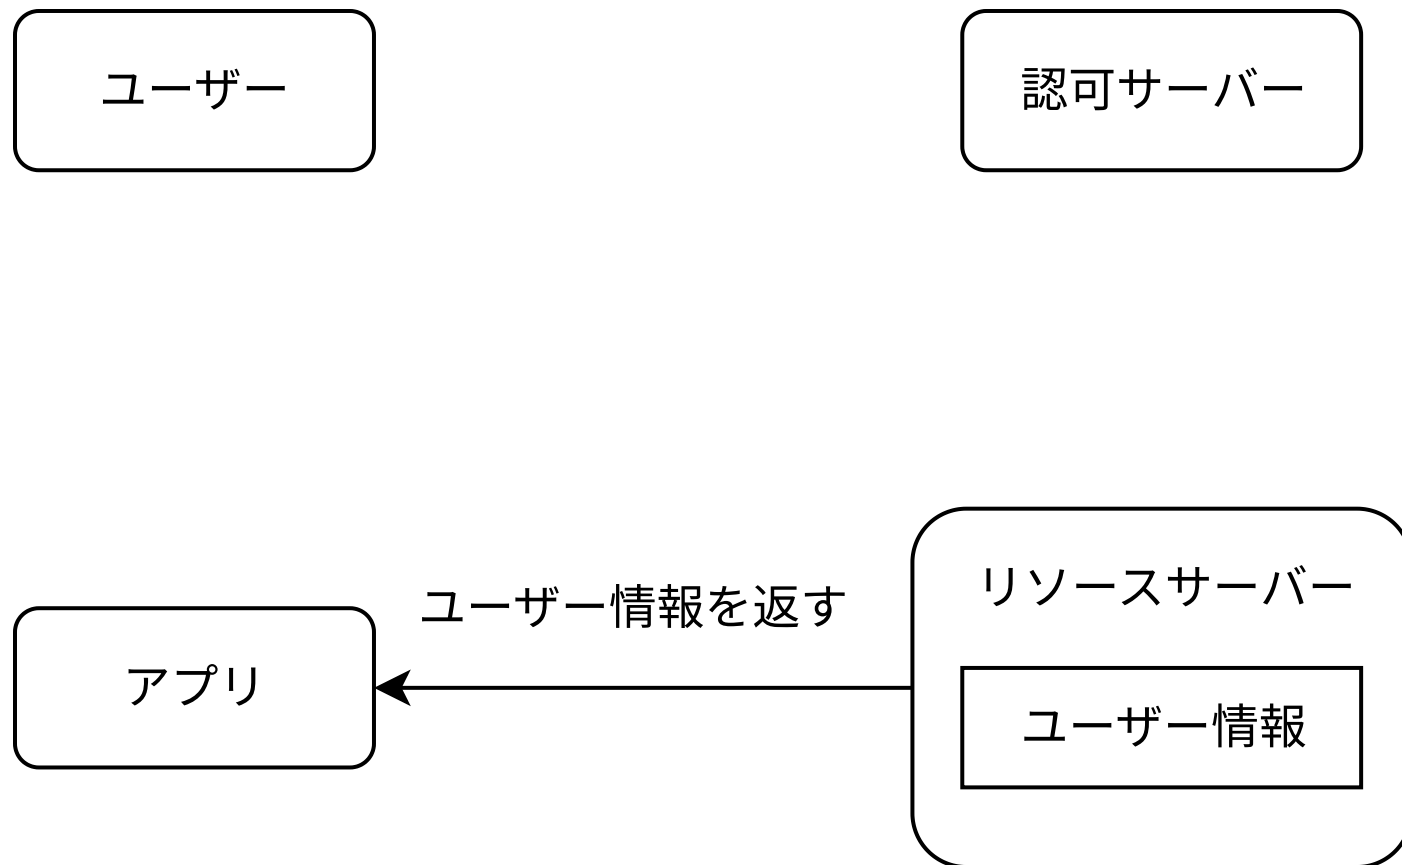 ユーザー
認可サーバー
リソースサーバー
ユーザー情報を返す
アプリ
ユーザー情報